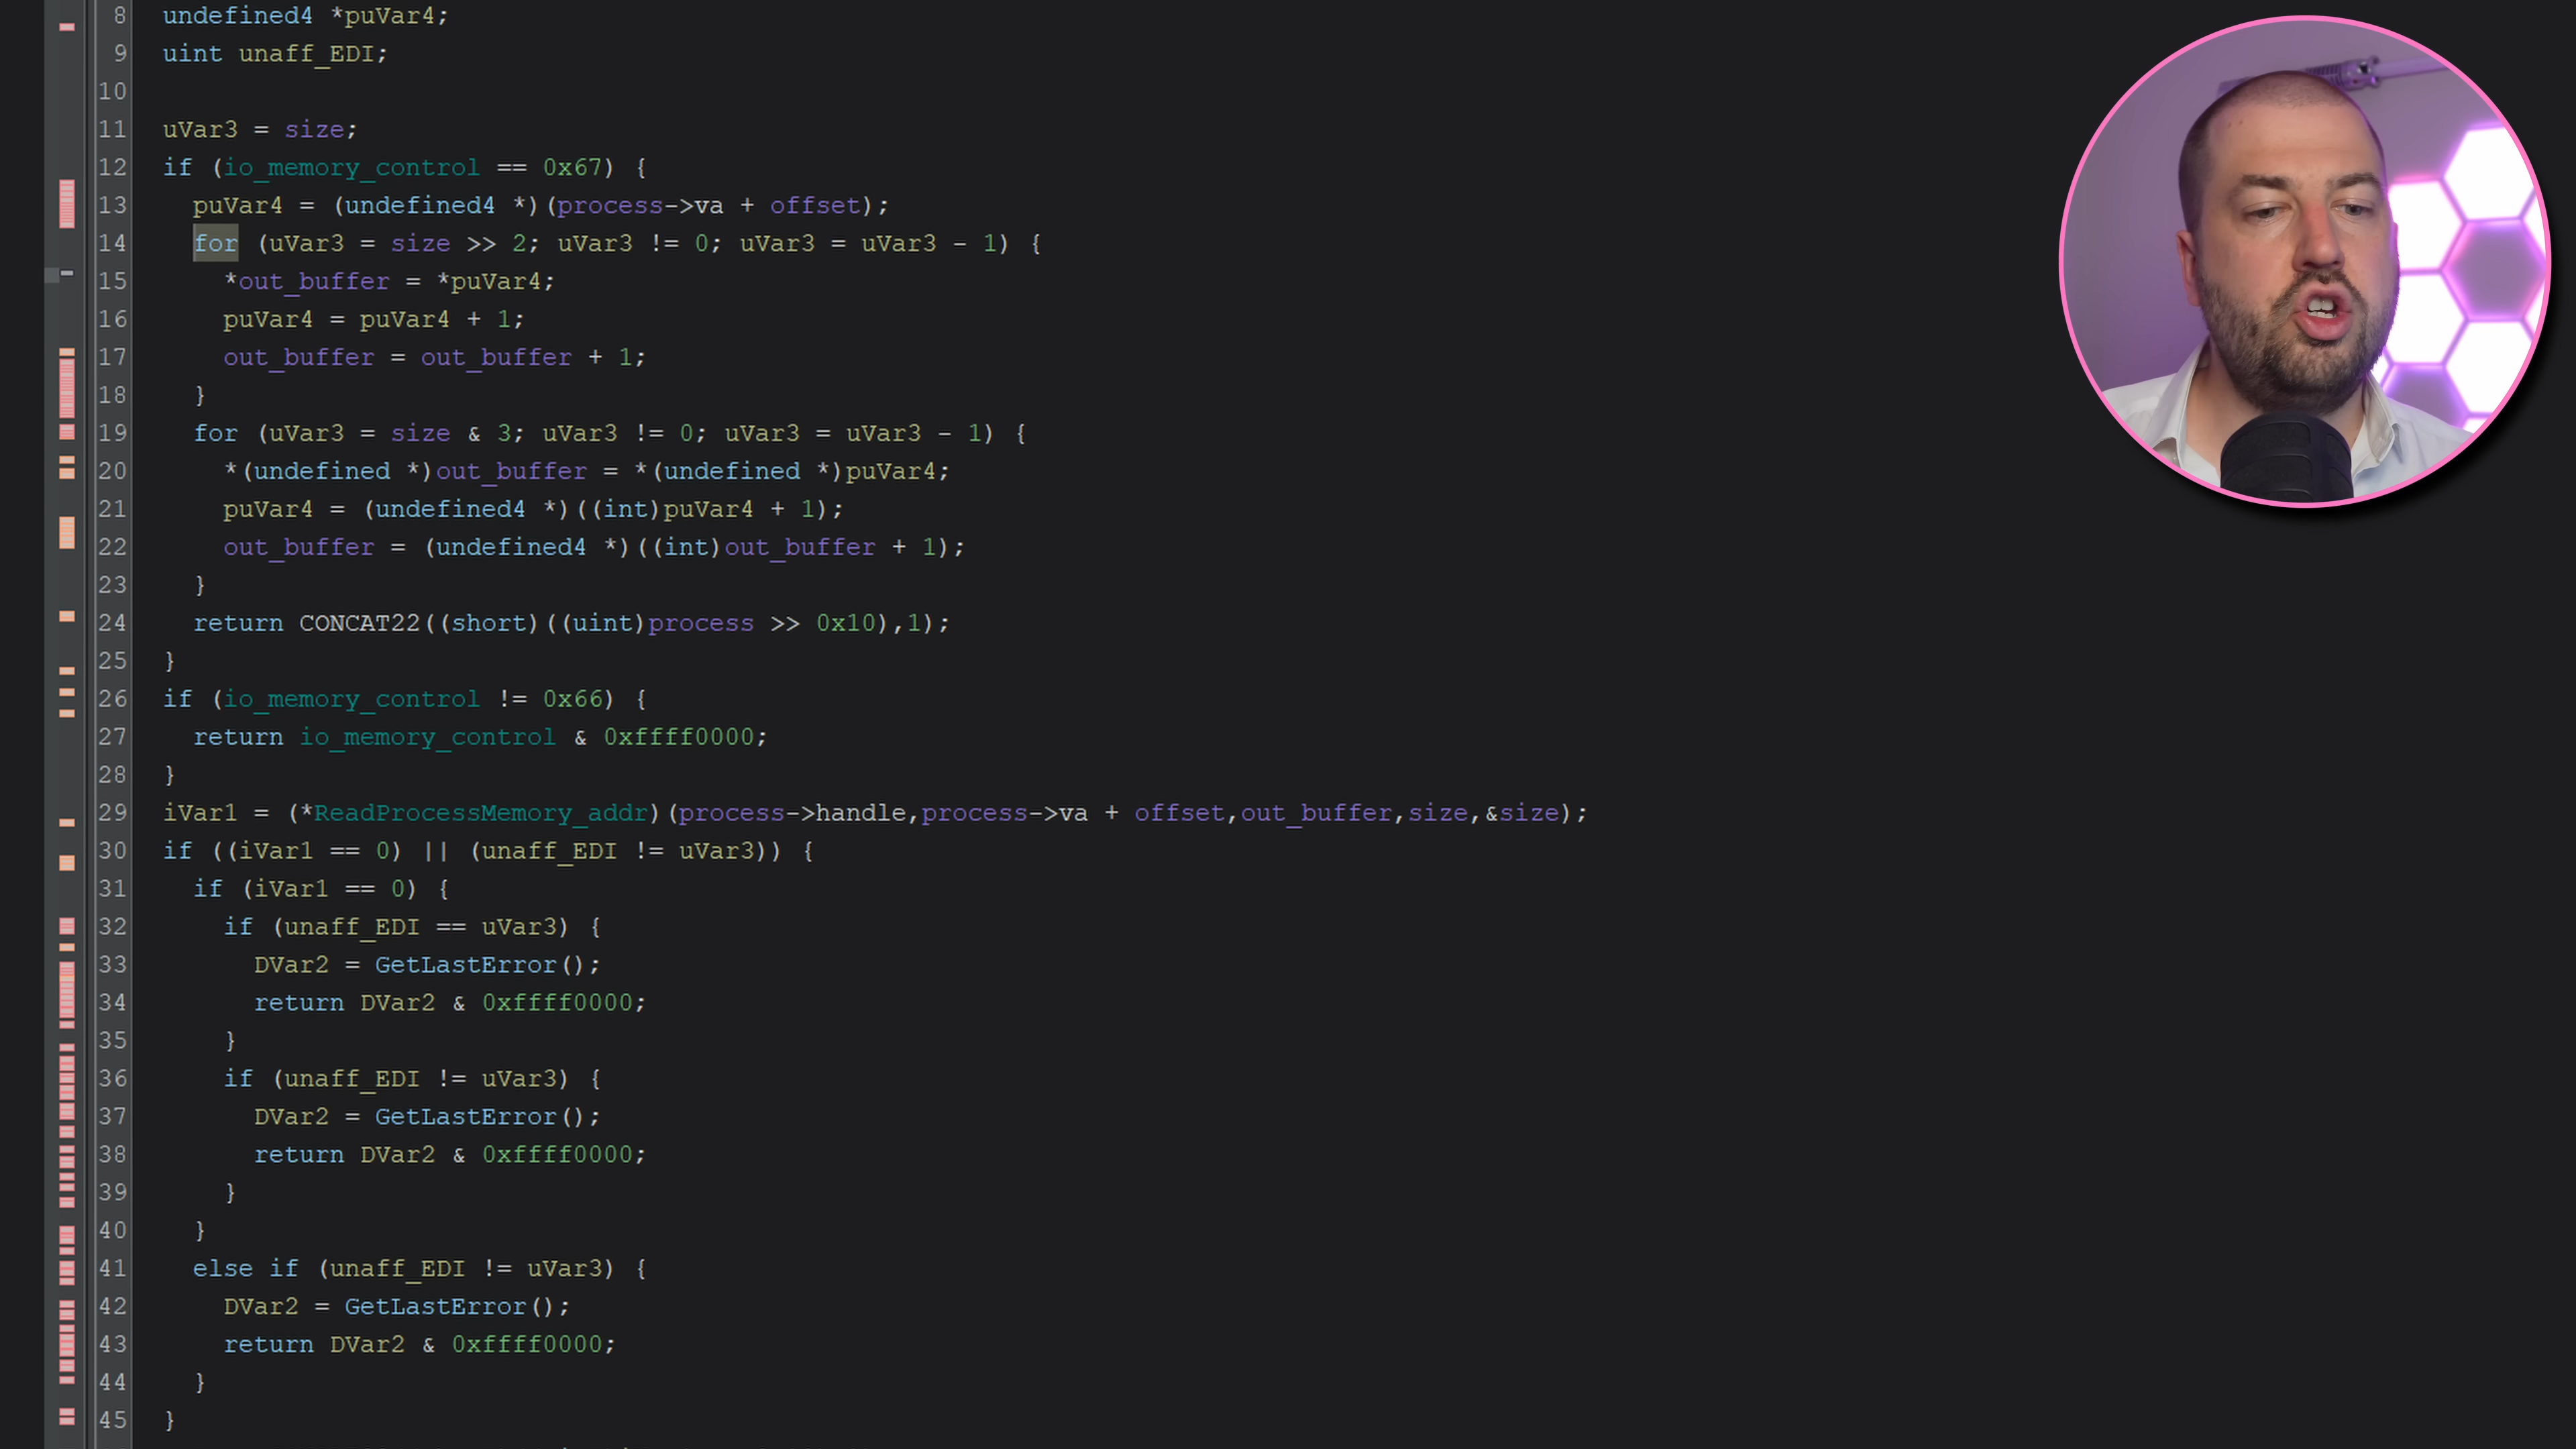 8 undefined4 *puVar4;
9 uint unaff_EDI;
10
11 uVar3 = size;
12 if (io_memory_control == 0x67) {
13 puVar4 = (undefined4 *)(process->va + offset);
14 for (uVar3 = size >> 2; uVar3 != 0; uVar3 = uVar3 - 1) {
15 *out_buffer = *puVar4;
16 puVar4 = puVar4 + 1;
17 out_buffer = out_buffer + 1;
18 }
19 for (uVar3 = size & 3; uVar3 != 0; uVar3 = uVar3 - 1) {
20 *(undefined *)out_buffer = *(undefined *)puVar4;
21 puVar4 = (undefined4 *)((int)puVar4 + 1);
22 out_buffer = (undefined4 *)((int)out_buffer + 1);
23 }
24 return CONCAT22((short)((uint)process >> 0x10),1);
25 }
26 if (io_memory_control != 0x66) {
27 return io_memory_control & 0xffff0000;
28 }
29 iVar1 = (*ReadProcessMemory_addr)(process->handle,process->va + offset,out_buffer,size,&size);
30 if ((iVar1 == 0) || (unaff_EDI != uVar3)) {
31 if (iVar1 == 0) {
32 if (unaff_EDI == uVar3) {
33 DVar2 = GetLastError();
34 return DVar2 & 0xffff0000;
35 }
36 if (unaff_EDI != uVar3) {
37 DVar2 = GetLastError();
38 return DVar2 & 0xffff0000;
39 }
40 }
41 else if (unaff_EDI != uVar3) {
42 DVar2 = GetLastError();
43 return DVar2 & 0xffff0000;
44 }
45 }